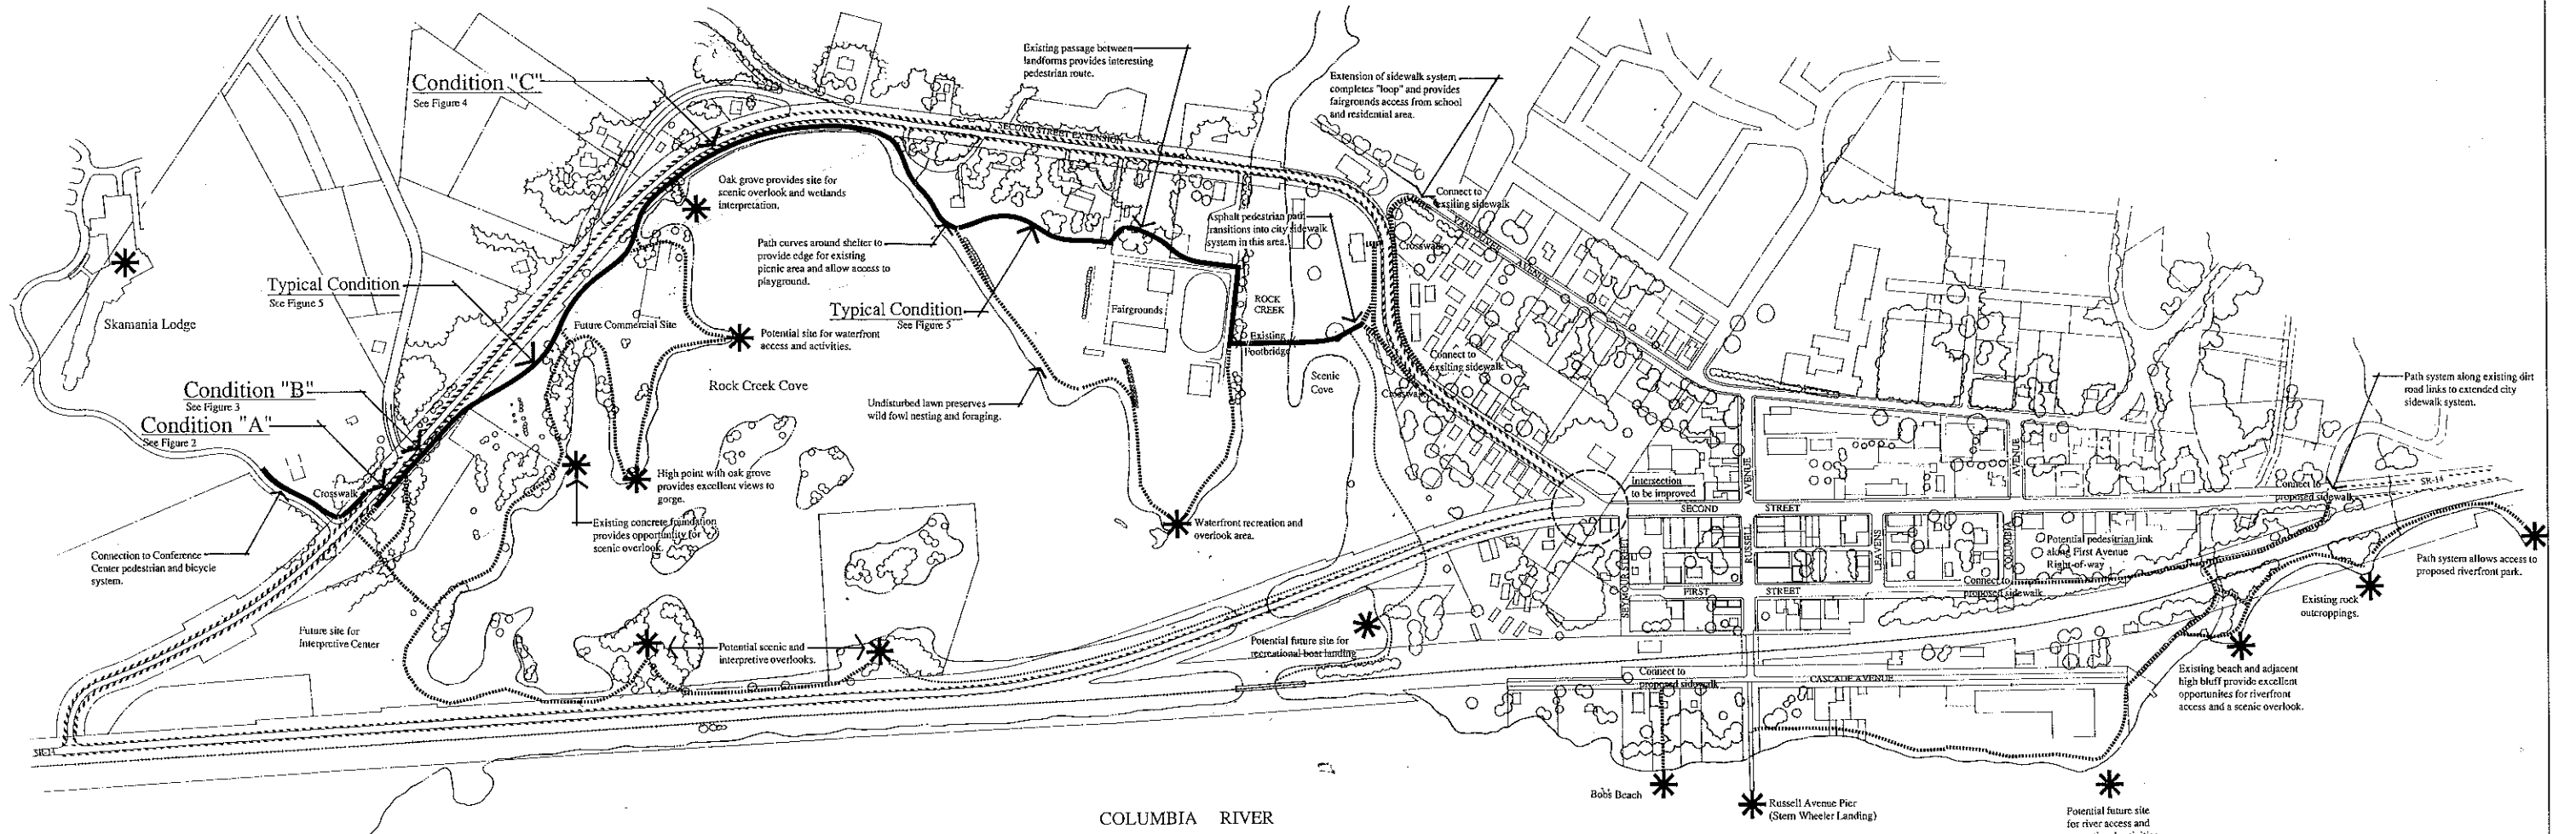 Condition "C"
See Figure 4
Existing passage between
landforms provides interesting
pedestrian route.
Extension of sidewalk system
completes "loop" and provides
fairgrounds access from school
and residential area.
SECOND STREET EXTENSION
Oak grove provides site for
scenic overlook and wetlands
interpretation.
Connect to
exsiling sidewalk
VANCOUVER
AVENUE
Asphalt pedestrian path
transitions into city sidewalk
system in this area.
Crosswalk
Path curves around shelter to
provide edge for existing
picnic area and allow access to
playground.
Typical Condition
See Figure 5
Skamania Lodge
Future Commercial Site
Potential site for waterfront
access and activities.
Typical Condition
See Figure 5
Fairgrounds
ROCK
CREEK
Existing
Footbridge
Connect to
exsiting sidewalk
Scenic
Cove
Crosswalk
Rock Creek Cove
Condition "B"
See Figure 3
Condition "A"
See Figure 2
Undisturbed lawn preserves
wild fowl nesting and foraging.
Path system along existing dirt
road links to extended city
sidewalk system.
Crosswalk
High point with oak grove
provides excellent views to
gorge.
Intersection
to be improved
AVENUE
AVENUE
Connect to
proposed sidewalk
SR-14
SECOND STREET
Existing concrete foundation
provides opportunity for
scenic overlook.
Waterfront recreation and
overlook area.
Connection to Conference
Center pedestrian and bicycle
system.
SEYMOUR STREET
RUSSELL
LEAVENS
COLUMBIA
Potential pedestrian link
along First Avenue
Right-of-way
Path system allows access to
proposed riverfront park.
Connect to
proposed sidewalk
FIRST STREET
Existing rock
outcroppings.
Future site for
Interpretive Center
Potential scenic and
interpretive overlooks.
Potential future site for
recreational boat landing
Connect to
proposed sidewalk
CASCADE AVENUE
Existing beach and adjacent
high bluff provide excellent
opportunites for riverfront
access and a scenic overlook.
SR-14
Bob's Beach
Russell Avenue Pier
(Stern Wheeler Landing)
Potential future site
for river access and
COLUMBIA RIVER